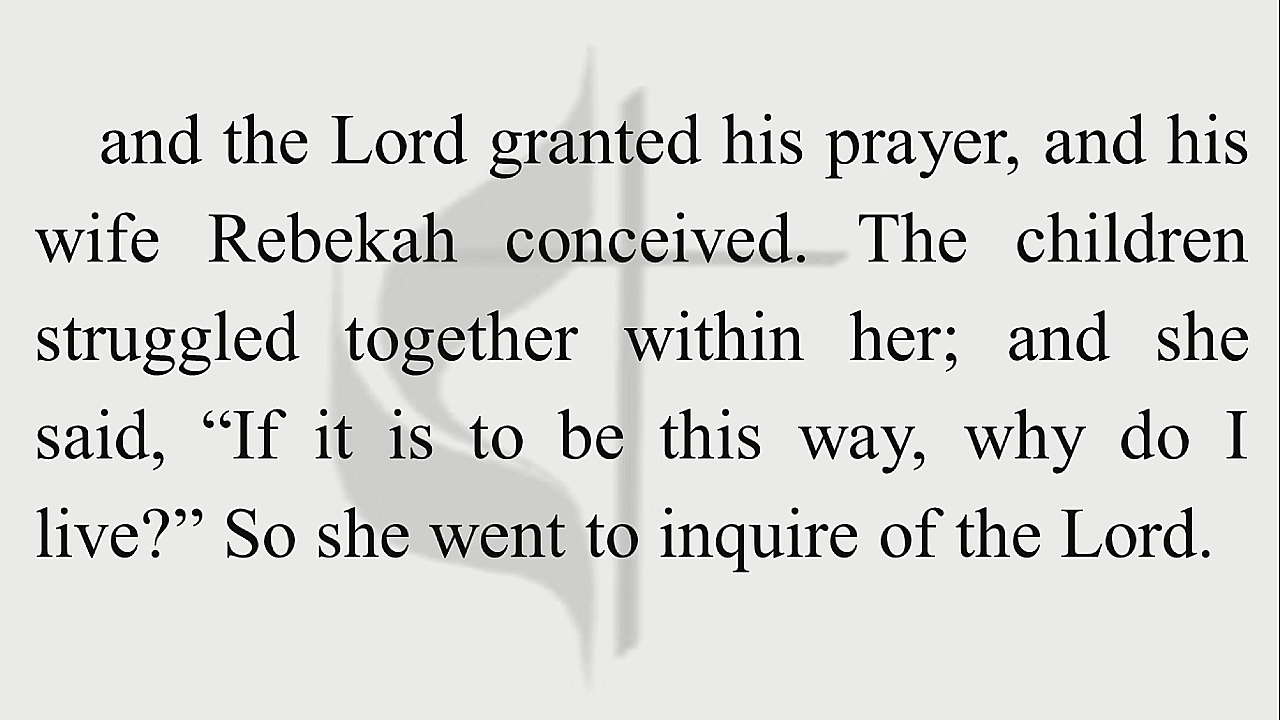 and the Lord granted his prayer, and his
wife Rebekah conceived. The children
struggled together within her; and she
said, “If it is to be this way, why do I
live?” So she went to inquire of the Lord.